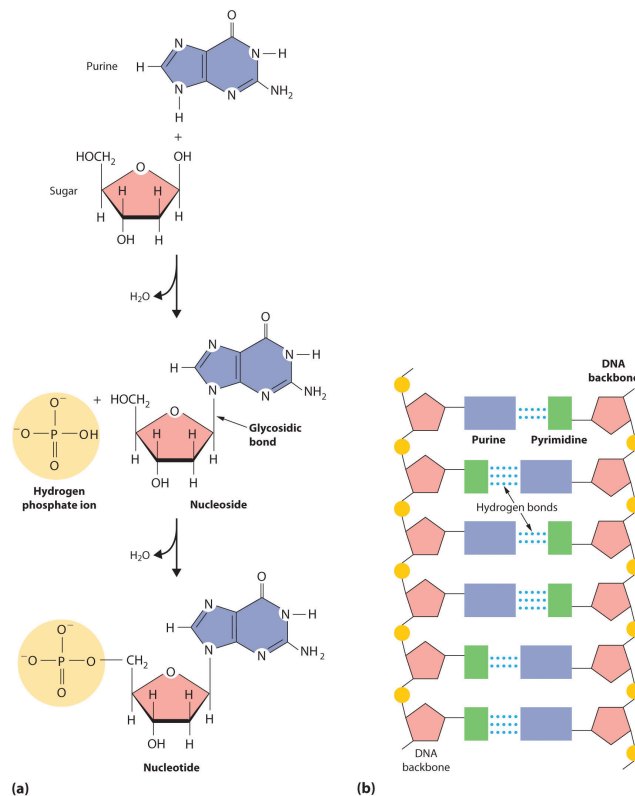 O
N
N—H
Purine
H
N
N
NH₂
H
+
HOCH₂
OH
O
Sugar
H
H
H
H
OH
H
H₂O
O
N
N—H
H
N
N
NH₂
O⁻
+
HOCH₂
O
⁻O—P—OH
Glycosidic
bond
O
H
H
H
H
Hydrogen
phosphate ion
OH
H
Nucleoside
H₂O
O
N
N—H
H
N
N
NH₂
O⁻
⁻O—P—O
CH₂
O
O
H
H
H
H
OH
H
Nucleotide
(a)
DNA
backbone
Purine
Pyrimidine
Hydrogen bonds
DNA
backbone
(b)